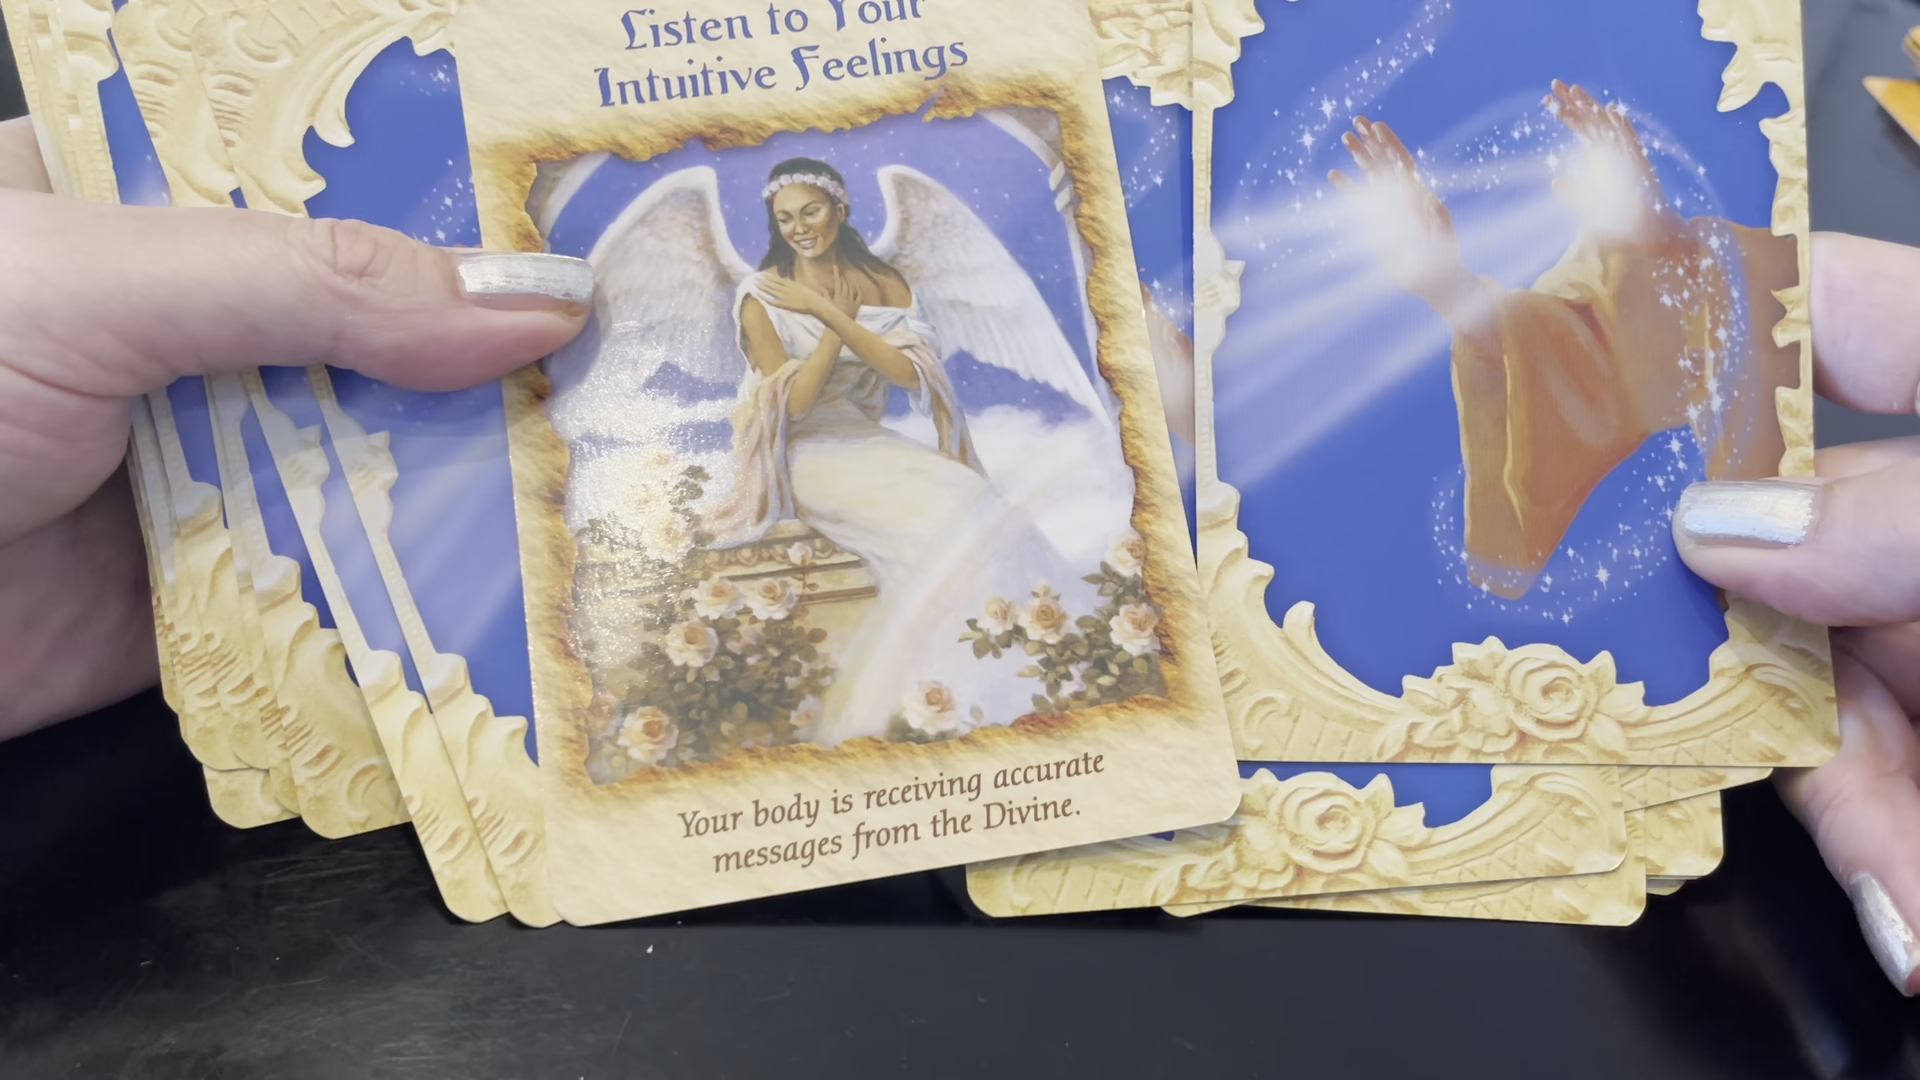 Listen to Your
Intuitive Feelings
Your body is receiving accurate
messages from the Divine.